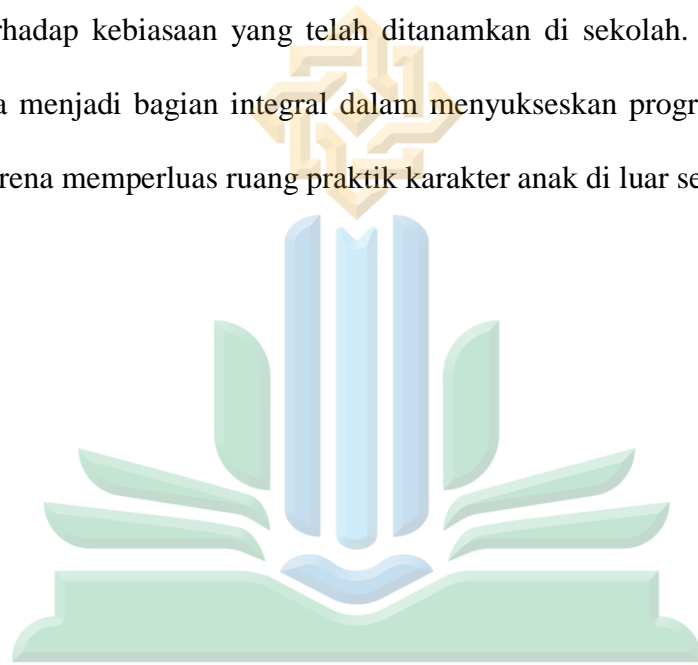 rhadap kebiasaan yang telah ditanamkan di sekolah.
a menjadi bagian integral dalam menyukseskan progr
rena memperluas ruang praktik karakter anak di luar se